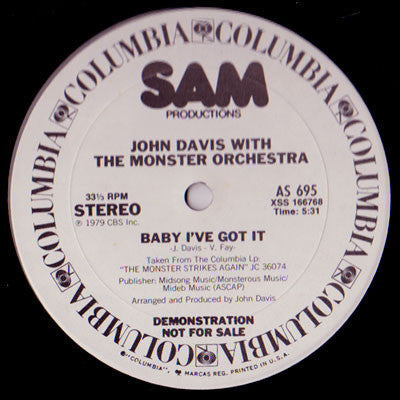 COLUMBIA COLUMBIA COLUMBIA COLUMBIA COLUMBIA COLUMBIA COLUMBIA
SAM
PRODUCTIONS
JOHN DAVIS WITH
THE MONSTER ORCHESTRA
33⅓ RPM
STEREO
℗ 1979 CBS Inc.
AS 695
XSS 166768
Time: 5:31
BABY I'VE GOT IT
-J. Davis - V. Fay-
Taken From The Columbia Lp:
"THE MONSTER STRIKES AGAIN" JC 36074
Publisher: Midsong Music/Monsterous Music/
Mideb Music (ASCAP)
Arranged and Produced by John Davis
DEMONSTRATION
NOT FOR SALE
"COLUMBIA", MARCAS REG. PRINTED IN U.S.A.